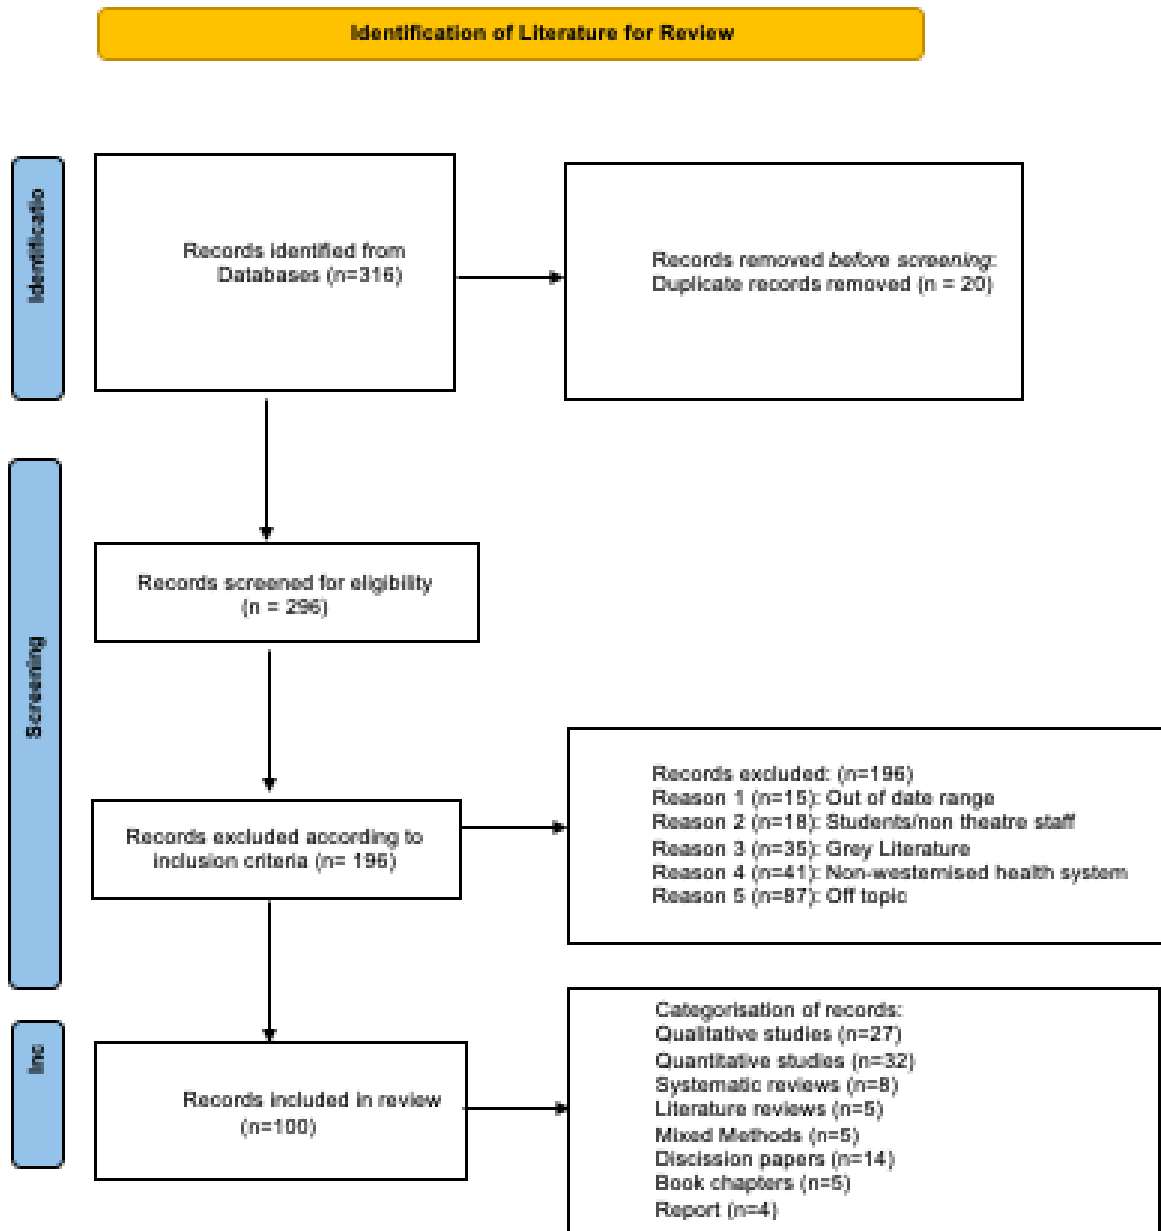 Identification of Literature for Review
Identificatio
Records identified from
Databases (n=316)
Records removed before screening:
Duplicate records removed (n = 20)
Screening
Records screened for eligibility
(n = 296)
Records excluded according to
inclusion criteria (n= 196)
Records excluded: (n=196)
Reason 1 (n=15): Out of date range
Reason 2 (n=18): Students/non theatre staff
Reason 3 (n=35): Grey Literature
Reason 4 (n=41): Non-westernised health system
Reason 5 (n=87): Off topic
Inc
Records included in review
(n=100)
Categorisation of records:
Qualitative studies (n=27)
Quantitative studies (n=32)
Systematic reviews (n=8)
Literature reviews (n=5)
Mixed Methods (n=5)
Discission papers (n=14)
Book chapters (n=5)
Report (n=4)